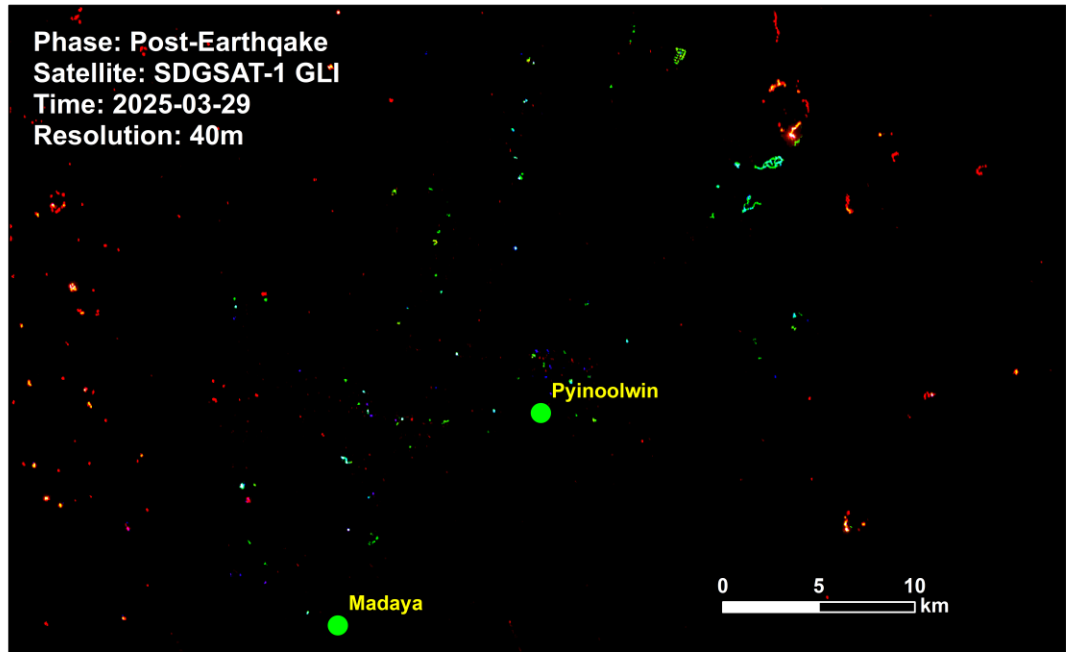 Phase: Post-Earthqake
Satellite: SDGSAT-1 GLI
Time: 2025-03-29
Resolution: 40m
Pyinoolwin
Madaya
0 5 10
km